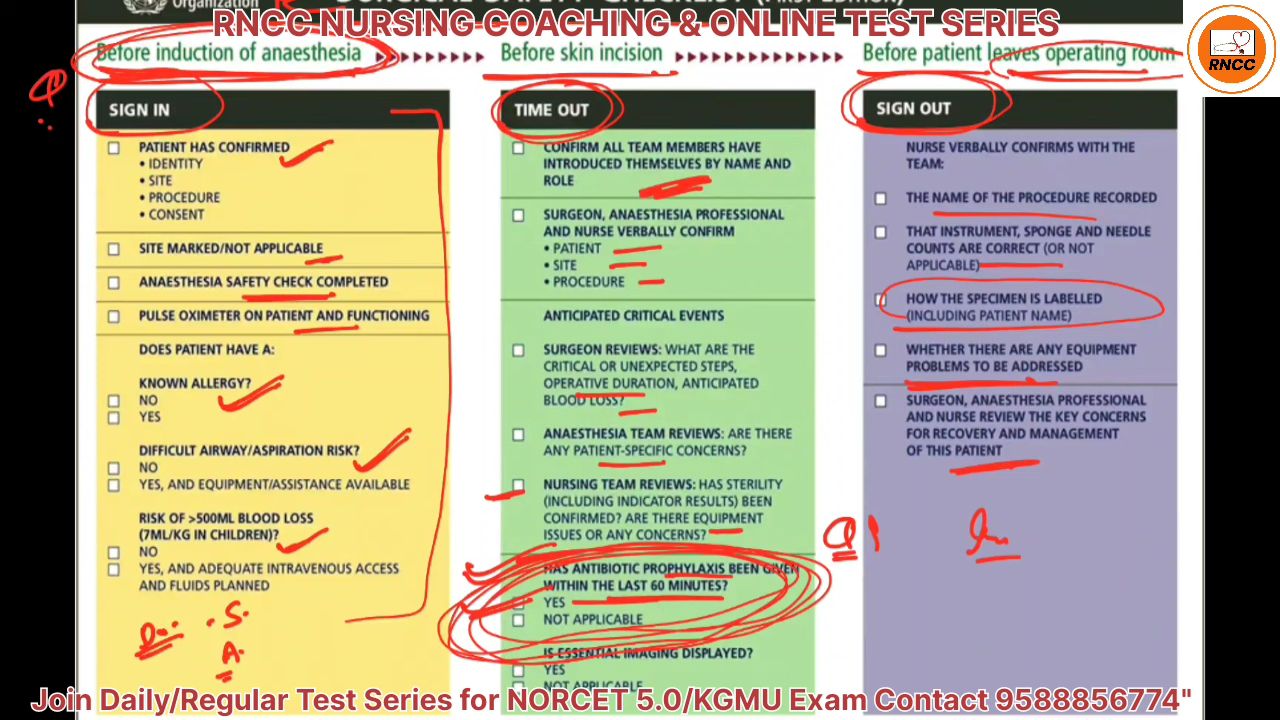 Organization
SURGICAL SAFETY CHECKLIST (FIRST EDITION)
RNCC NURSING COACHING & ONLINE TEST SERIES
RNCC
Before induction of anaesthesia
Before skin incision
Before patient leaves operating room
SIGN IN
PATIENT HAS CONFIRMED
• IDENTITY
• SITE
• PROCEDURE
• CONSENT
SITE MARKED/NOT APPLICABLE
ANAESTHESIA SAFETY CHECK COMPLETED
PULSE OXIMETER ON PATIENT AND FUNCTIONING
DOES PATIENT HAVE A:
KNOWN ALLERGY?
NO
YES
DIFFICULT AIRWAY/ASPIRATION RISK?
NO
YES, AND EQUIPMENT/ASSISTANCE AVAILABLE
RISK OF >500ML BLOOD LOSS
(7ML/KG IN CHILDREN)?
NO
YES, AND ADEQUATE INTRAVENOUS ACCESS
AND FLUIDS PLANNED
S.
A.
TIME OUT
CONFIRM ALL TEAM MEMBERS HAVE
INTRODUCED THEMSELVES BY NAME AND
ROLE
SURGEON, ANAESTHESIA PROFESSIONAL
AND NURSE VERBALLY CONFIRM
• PATIENT
• SITE
• PROCEDURE
ANTICIPATED CRITICAL EVENTS
SURGEON REVIEWS: WHAT ARE THE
CRITICAL OR UNEXPECTED STEPS,
OPERATIVE DURATION, ANTICIPATED
BLOOD LOSS?
ANAESTHESIA TEAM REVIEWS: ARE THERE
ANY PATIENT-SPECIFIC CONCERNS?
NURSING TEAM REVIEWS: HAS STERILITY
(INCLUDING INDICATOR RESULTS) BEEN
CONFIRMED? ARE THERE EQUIPMENT
ISSUES OR ANY CONCERNS?
HAS ANTIBIOTIC PROPHYLAXIS BEEN GIVEN
WITHIN THE LAST 60 MINUTES?
YES
NOT APPLICABLE
IS ESSENTIAL IMAGING DISPLAYED?
YES
NOT APPLICABLE
SIGN OUT
NURSE VERBALLY CONFIRMS WITH THE
TEAM:
THE NAME OF THE PROCEDURE RECORDED
THAT INSTRUMENT, SPONGE AND NEEDLE
COUNTS ARE CORRECT (OR NOT
APPLICABLE)
HOW THE SPECIMEN IS LABELLED
(INCLUDING PATIENT NAME)
WHETHER THERE ARE ANY EQUIPMENT
PROBLEMS TO BE ADDRESSED
SURGEON, ANAESTHESIA PROFESSIONAL
AND NURSE REVIEW THE KEY CONCERNS
FOR RECOVERY AND MANAGEMENT
OF THIS PATIENT
Join Daily/Regular Test Series for NORCET 5.0/KGMU Exam Contact 9588856774"